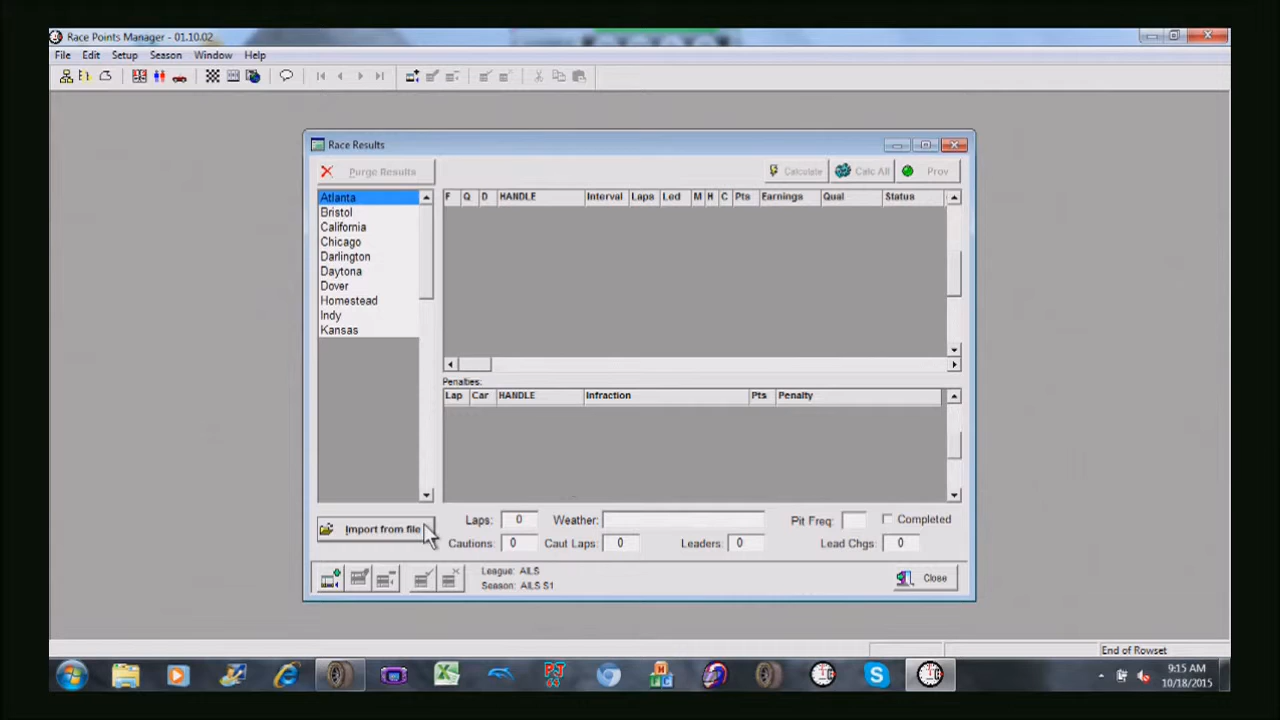 Race Points Manager - 01.10.02
File Edit Setup Season Window Help
Race Results
Purge Results Calculate Calc All Prov
F Q D HANDLE Interval Laps Led M H C Pts Earnings Qual Status
Atlanta
Bristol
California
Chicago
Darlington
Daytona
Dover
Homestead
Indy
Kansas
Penalties:
Lap Car HANDLE Infraction Pts Penalty
Import from file
Laps: 0 Weather: Pit Freq: Completed
Cautions: 0 Caut Laps: 0 Leaders: 0 Lead Chgs: 0
League: AILS
Season: AILS S1
Close
End of Rowset
9:15 AM
10/18/2015